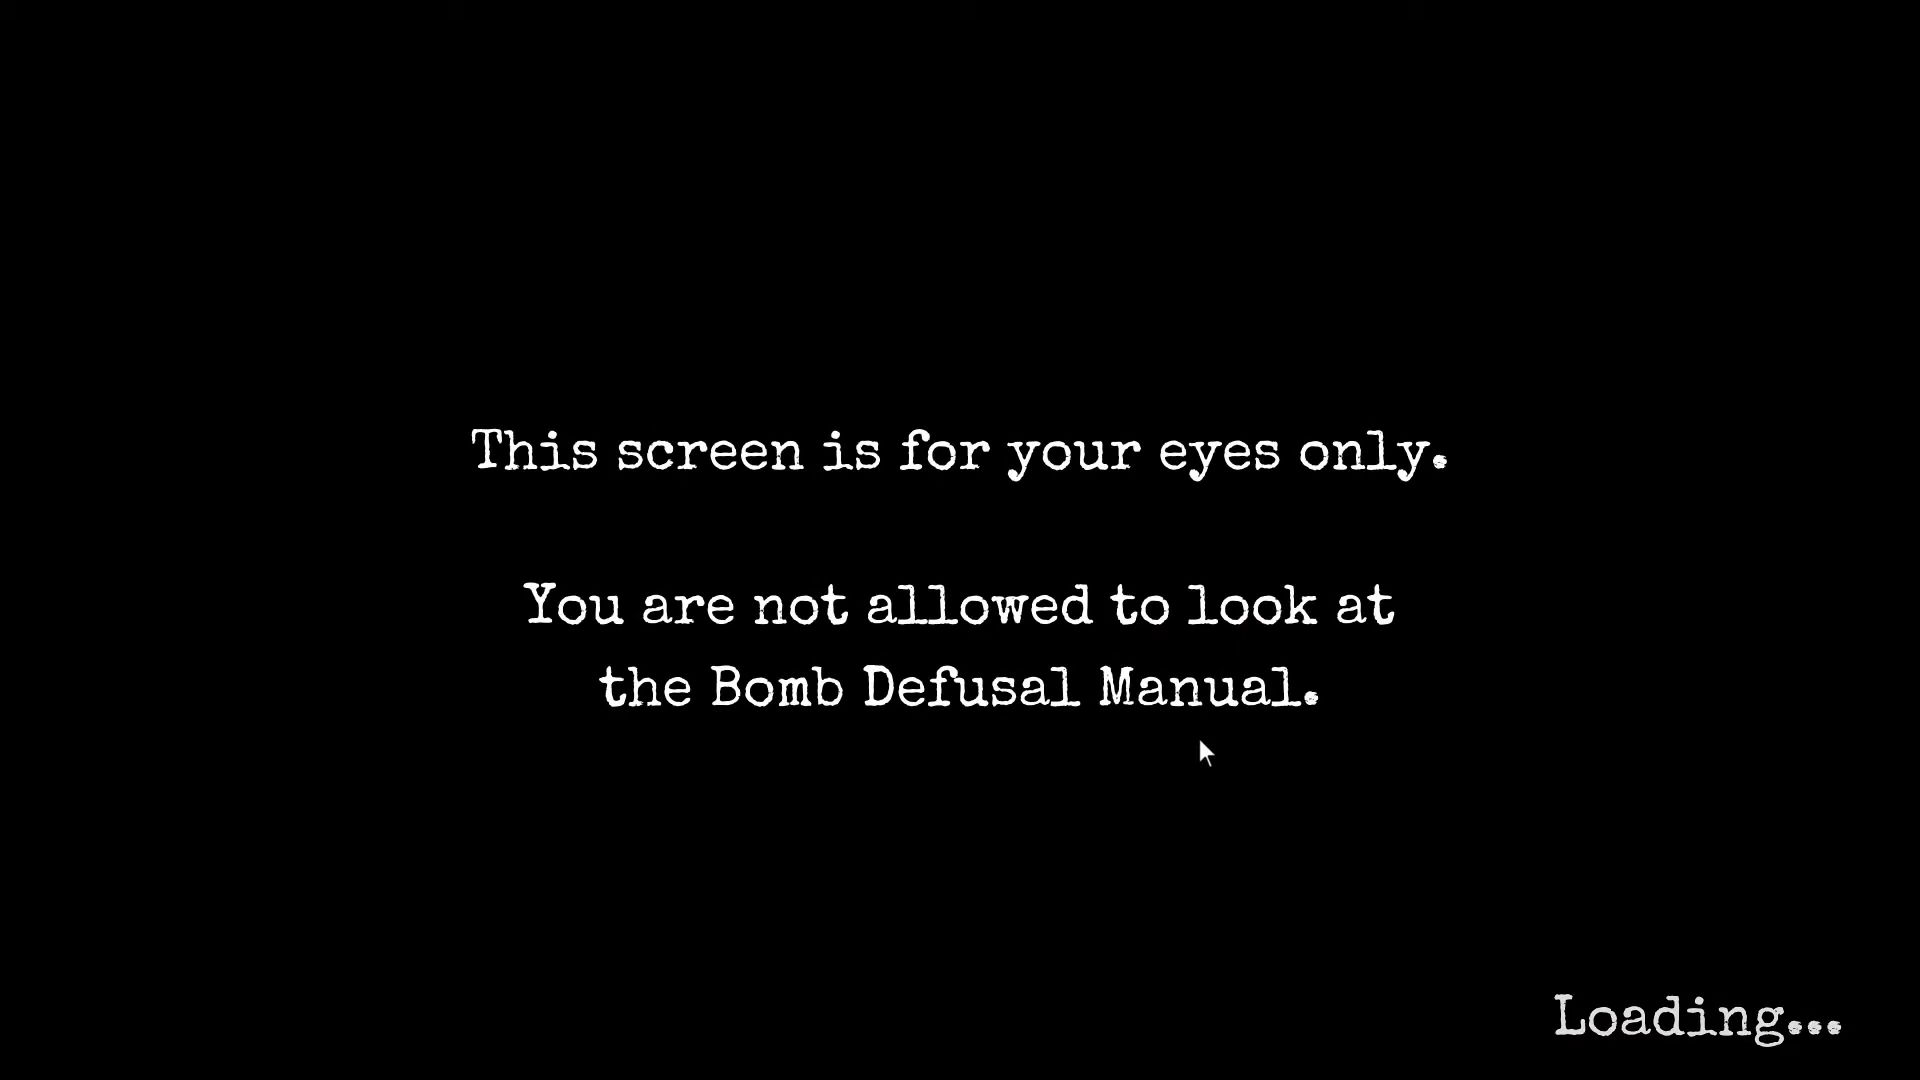 This screen is for your eyes only.
You are not allowed to look at
the Bomb Defusal Manual.
Loading...